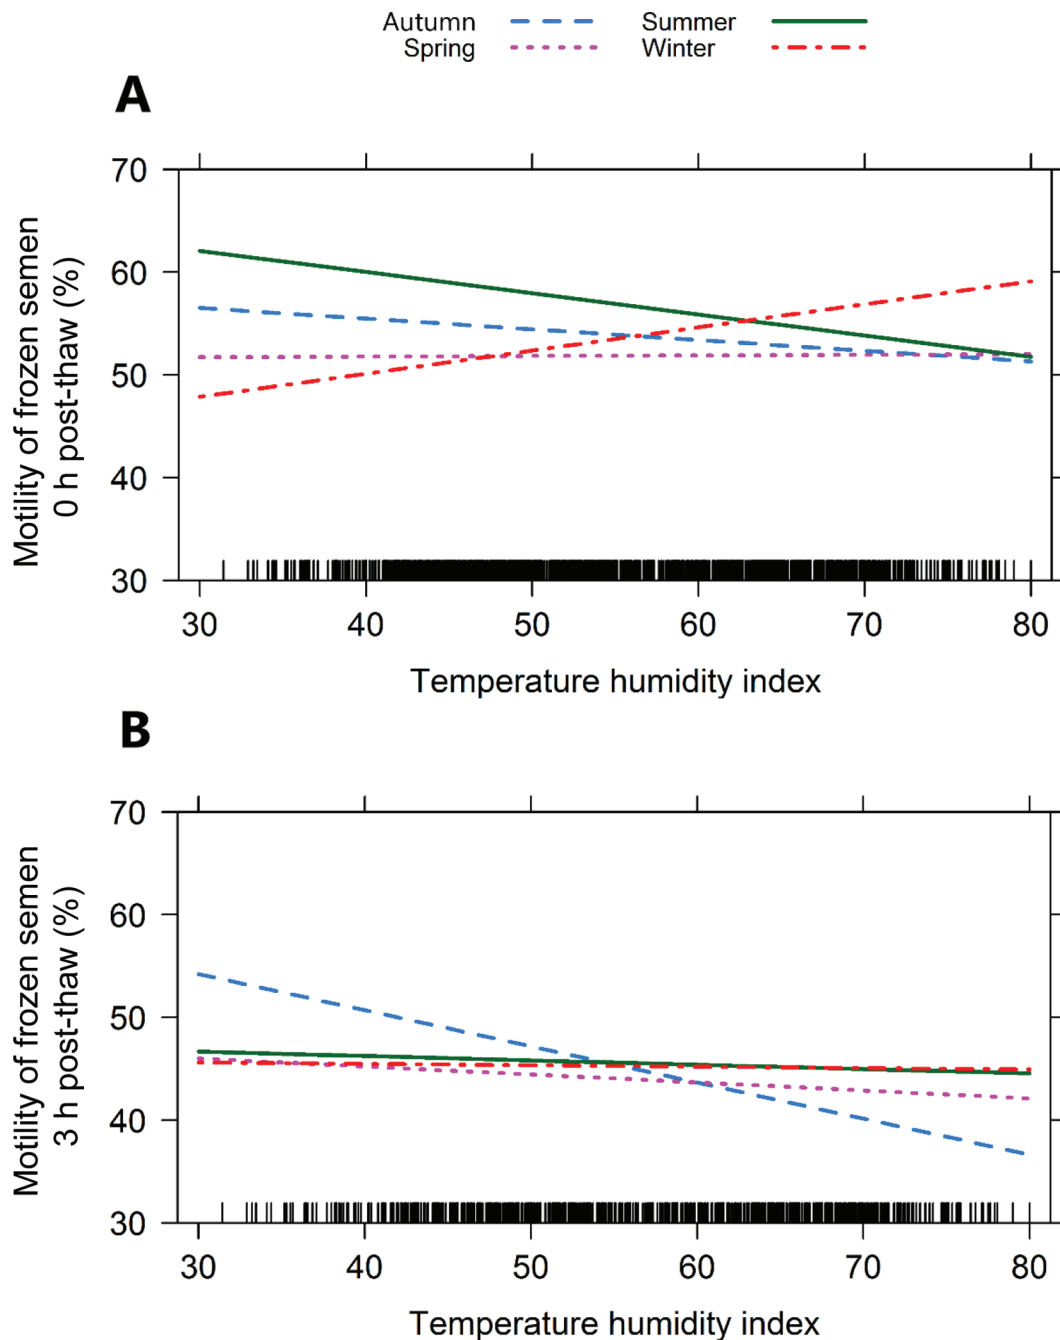 Autumn Summer
Spring Winter
A
70
60
50
40
30
Motility of frozen semen
0 h post-thaw (%)
30 40 50 60 70 80
Temperature humidity index
B
70
60
50
40
30
Motility of frozen semen
3 h post-thaw (%)
30 40 50 60 70 80
Temperature humidity index